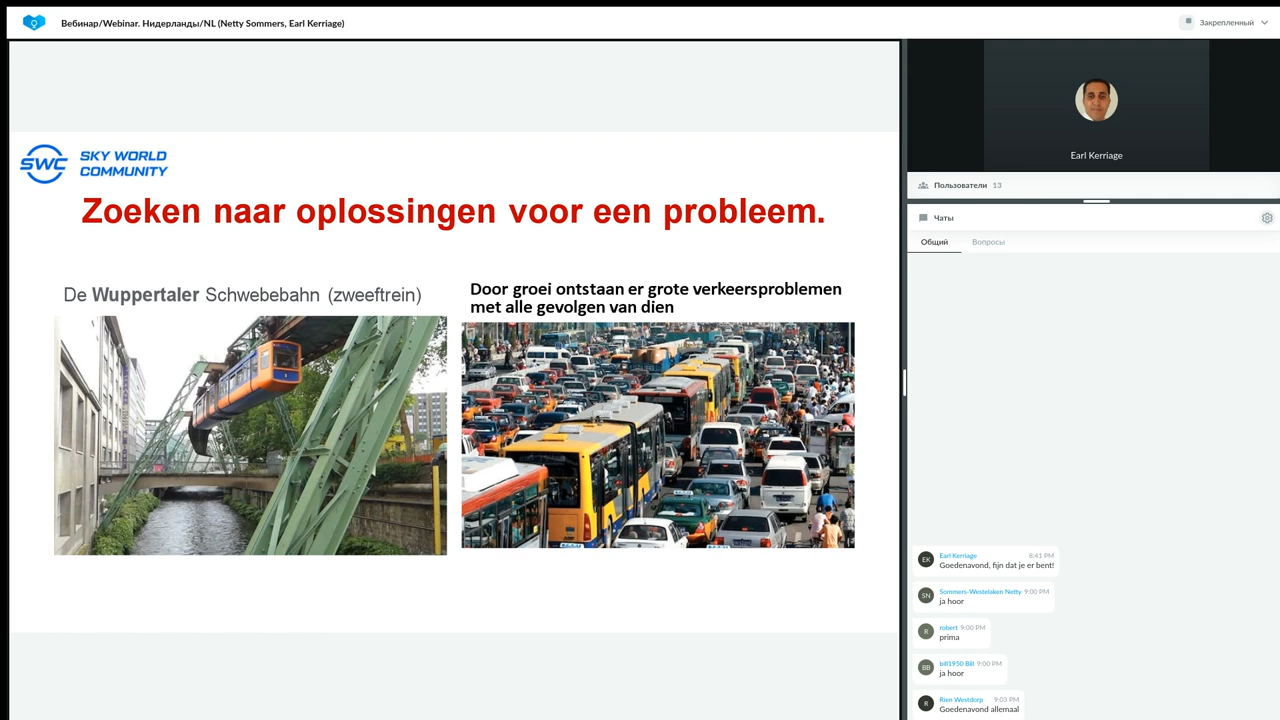 Вебинар/Webinar. Нидерланды/NL (Netty Sommers, Earl Kerriage)
Закрепленный
SWC SKY WORLD
COMMUNITY
Zoeken naar oplossingen voor een probleem.
De Wuppertaler Schwebebahn (zweeftrein)
Door groei ontstaan er grote verkeersproblemen
met alle gevolgen van dien
Earl Kerriage
Пользователи 13
Чаты
Общий Вопросы
EK Earl Kerriage 8:41 PM
Goedenavond, fijn dat je er bent!
SN Sommers-Westelaken Netty 9:00 PM
ja hoor
R robert 9:00 PM
prima
BB bill1950 Bill 9:00 PM
ja hoor
R Rien Westdorp 9:03 PM
Goedenavond allemaal